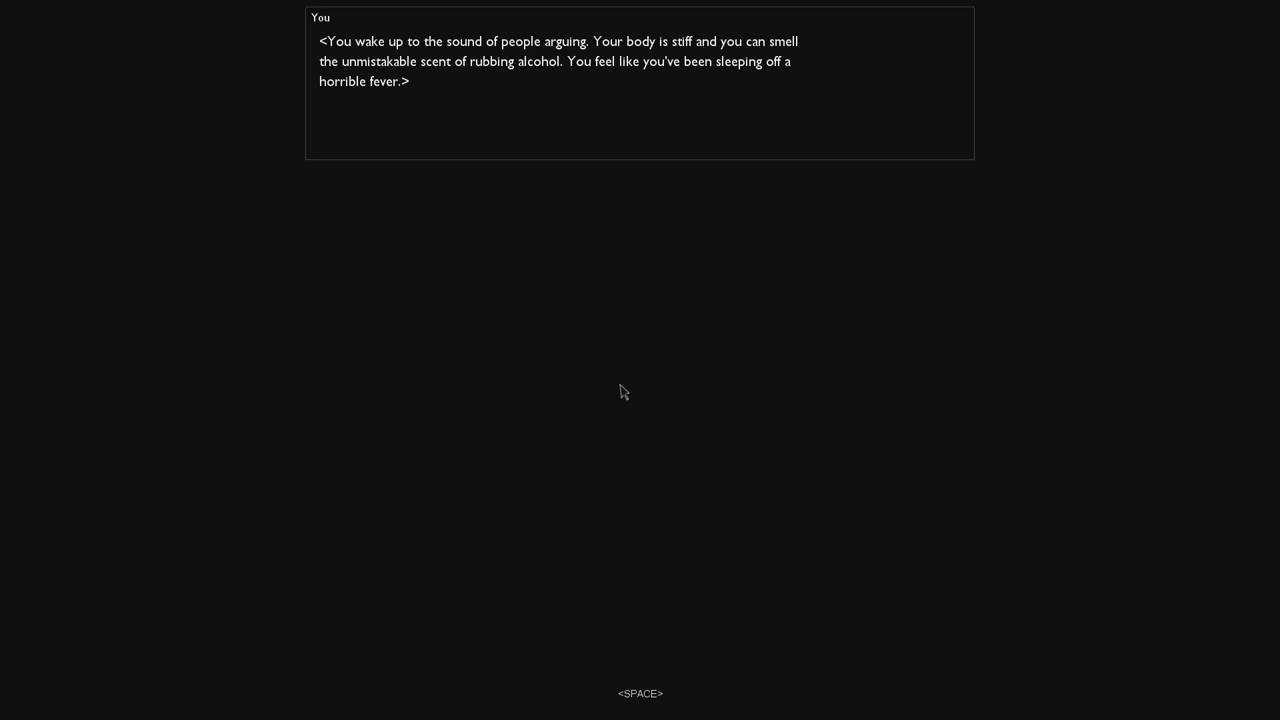 You
<You wake up to the sound of people arguing. Your body is stiff and you can smell
the unmistakable scent of rubbing alcohol. You feel like you've been sleeping off a
horrible fever.>
<SPACE>